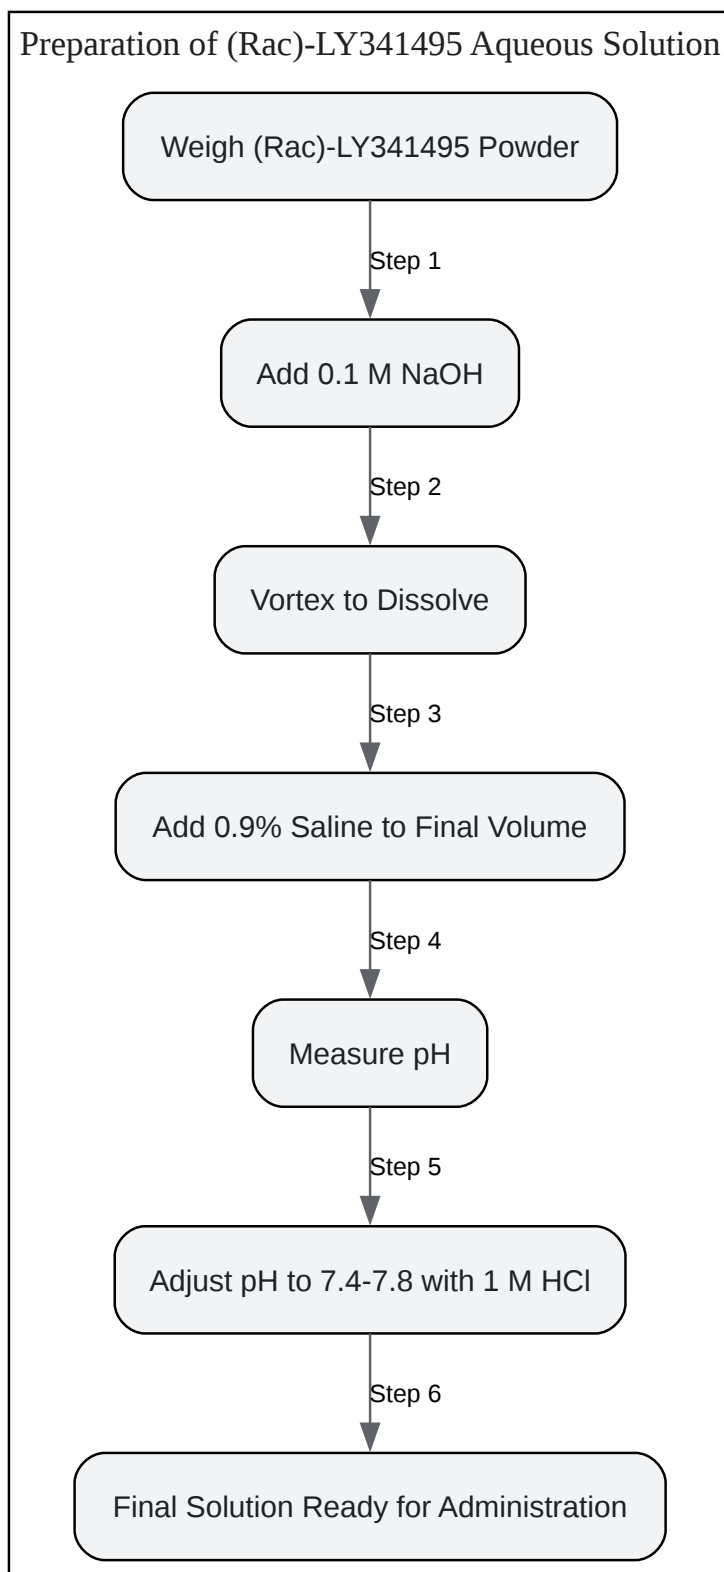 Preparation of (Rac)-LY341495 Aqueous Solution
Weigh (Rac)-LY341495 Powder
Step 1
Add 0.1 M NaOH
Step 2
Vortex to Dissolve
Step 3
Add 0.9% Saline to Final Volume
Step 4
Measure pH
Step 5
Adjust pH to 7.4-7.8 with 1 M HCl
Step 6
Final Solution Ready for Administration